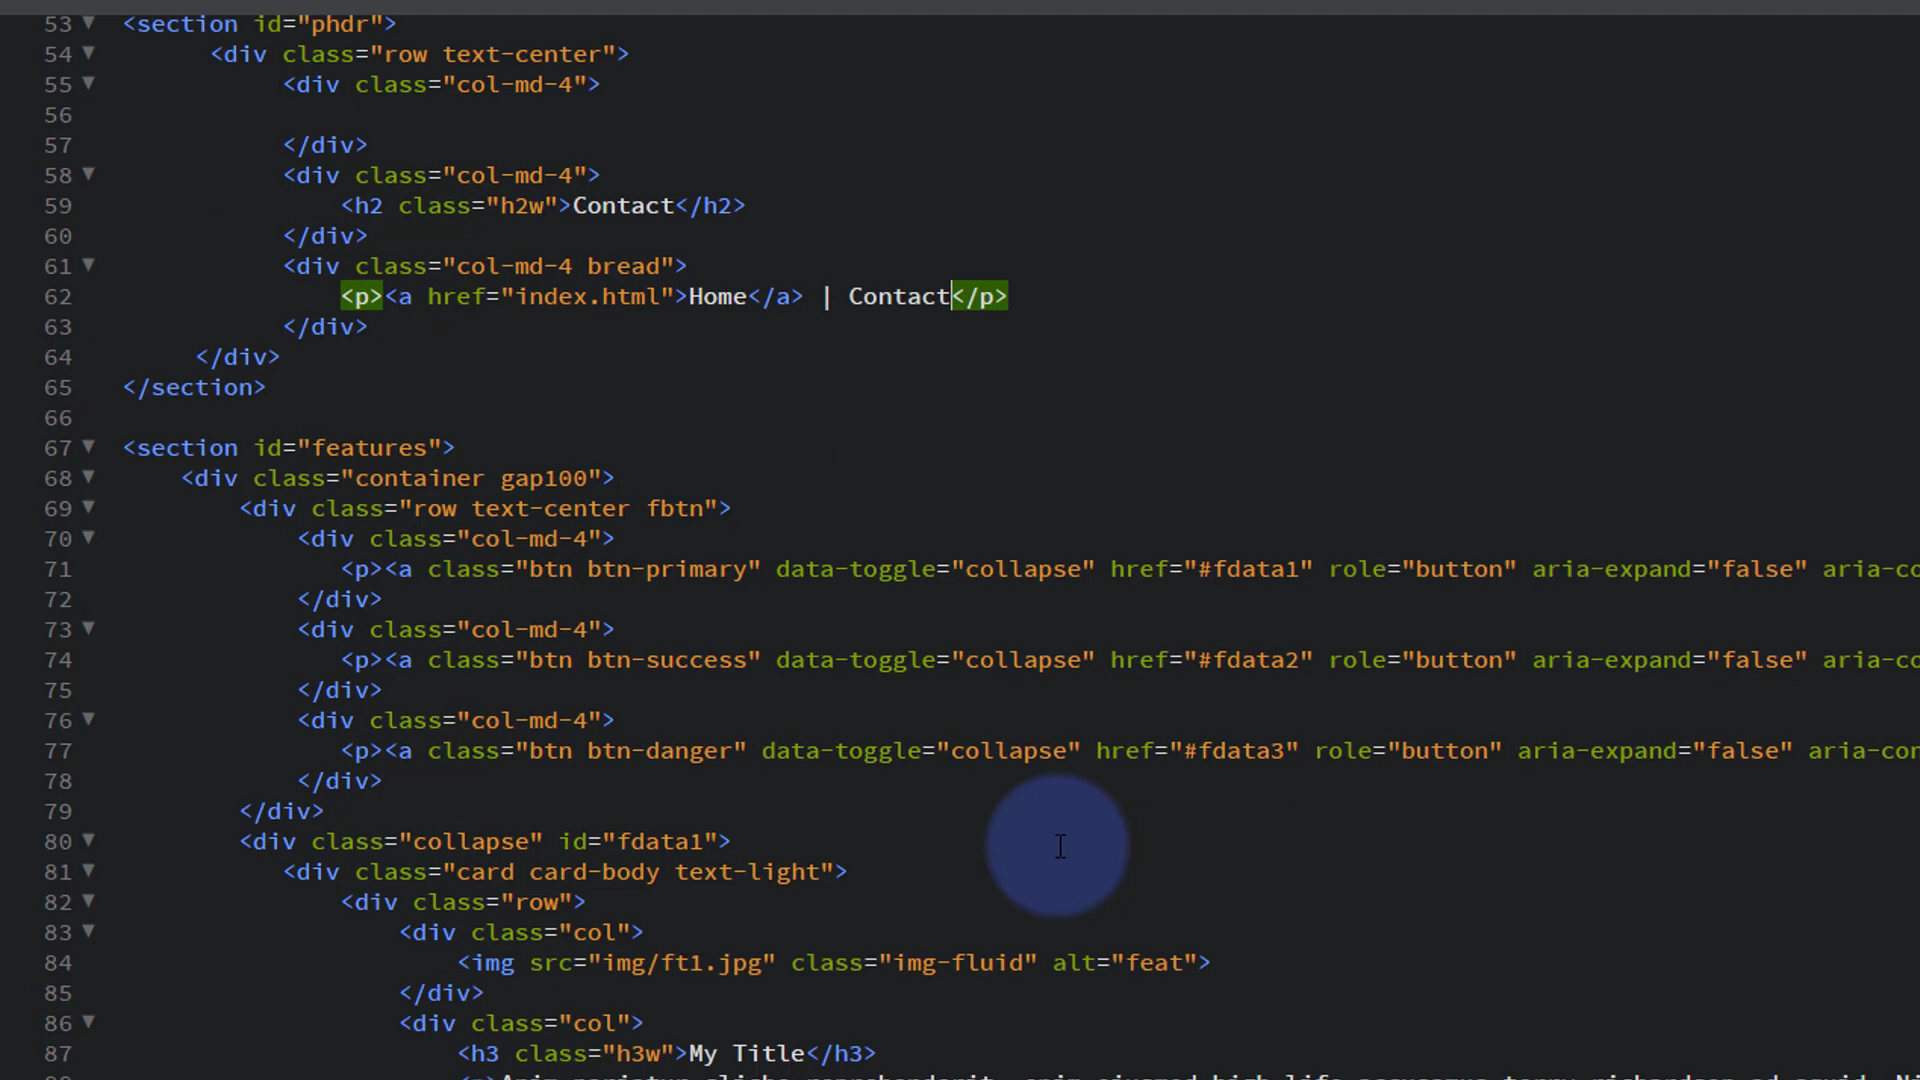 53 <section id="phdr">
54 <div class="row text-center">
55 <div class="col-md-4">
56
57 </div>
58 <div class="col-md-4">
59 <h2 class="h2w">Contact</h2>
60 </div>
61 <div class="col-md-4 bread">
62 <p><a href="index.html">Home</a> | Contact</p>
63 </div>
64 </div>
65 </section>
66
67 <section id="features">
68 <div class="container gap100">
69 <div class="row text-center fbtn">
70 <div class="col-md-4">
71 <p><a class="btn btn-primary" data-toggle="collapse" href="#fdata1" role="button" aria-expand="false" aria-co
72 </div>
73 <div class="col-md-4">
74 <p><a class="btn btn-success" data-toggle="collapse" href="#fdata2" role="button" aria-expand="false" aria-co
75 </div>
76 <div class="col-md-4">
77 <p><a class="btn btn-danger" data-toggle="collapse" href="#fdata3" role="button" aria-expand="false" aria-con
78 </div>
79 </div>
80 <div class="collapse" id="fdata1">
81 <div class="card card-body text-light">
82 <div class="row">
83 <div class="col">
84 <img src="img/ft1.jpg" class="img-fluid" alt="feat">
85 </div>
86 <div class="col">
87 <h3 class="h3w">My Title</h3>